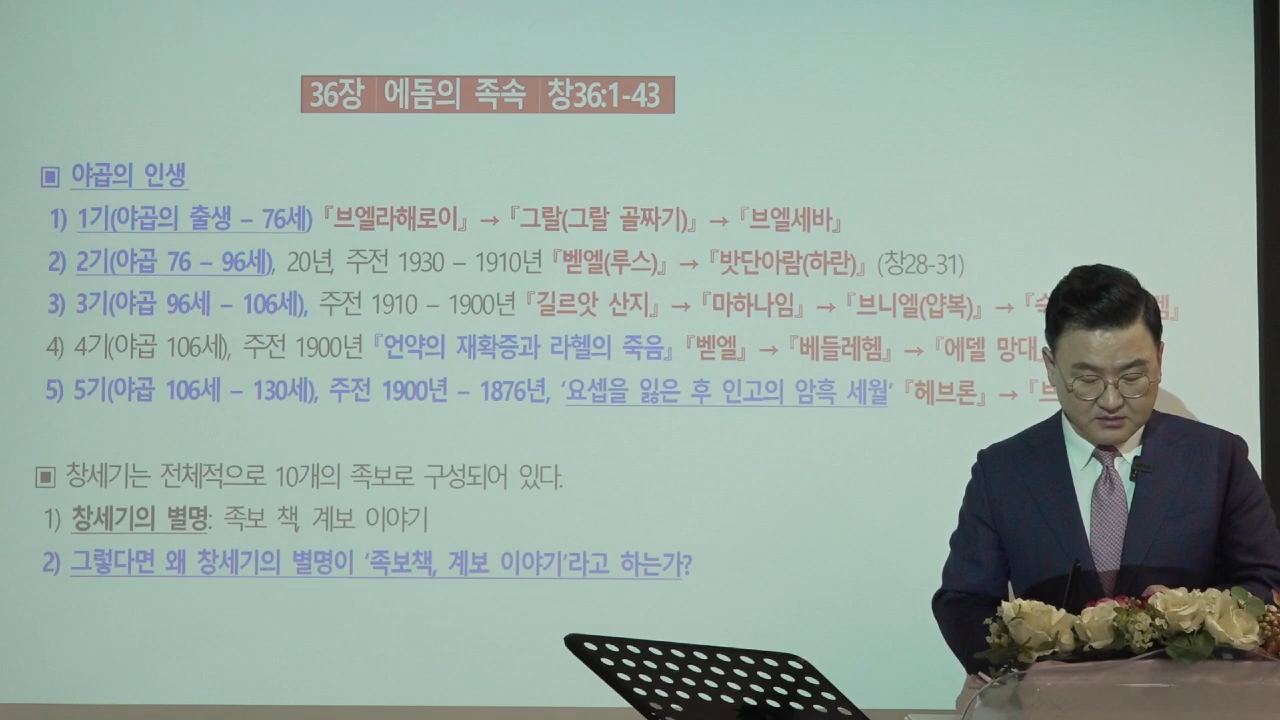 36장 에돔의 족속 창36:1-43
▣ 야곱의 인생
1) 1기(야곱의 출생 – 76세)『브엘라해로이』→『그랄(그랄 골짜기)』→『브엘세바』
2) 2기(야곱 76 – 96세), 20년, 주전 1930 – 1910년『벧엘(루스)』→『밧단아람(하란)』(창28-31)
3) 3기(야곱 96세 – 106세), 주전 1910 – 1900년『길르앗 산지』→『마하나임』→『브니엘(얍복)』→『
4) 4기(야곱 106세), 주전 1900년『언약의 재확증과 라헬의 죽음』『벧엘』→『베들레헴』→『에델 망대
5) 5기(야곱 106세 – 130세), 주전 1900년 – 1876년, ‘요셉을 잃은 후 인고의 암흑 세월’『헤브론』→『
▣ 창세기는 전체적으로 10개의 족보로 구성되어 있다.
1) 창세기의 별명: 족보 책, 계보 이야기
2) 그렇다면 왜 창세기의 별명이 ‘족보책, 계보 이야기’라고 하는가?